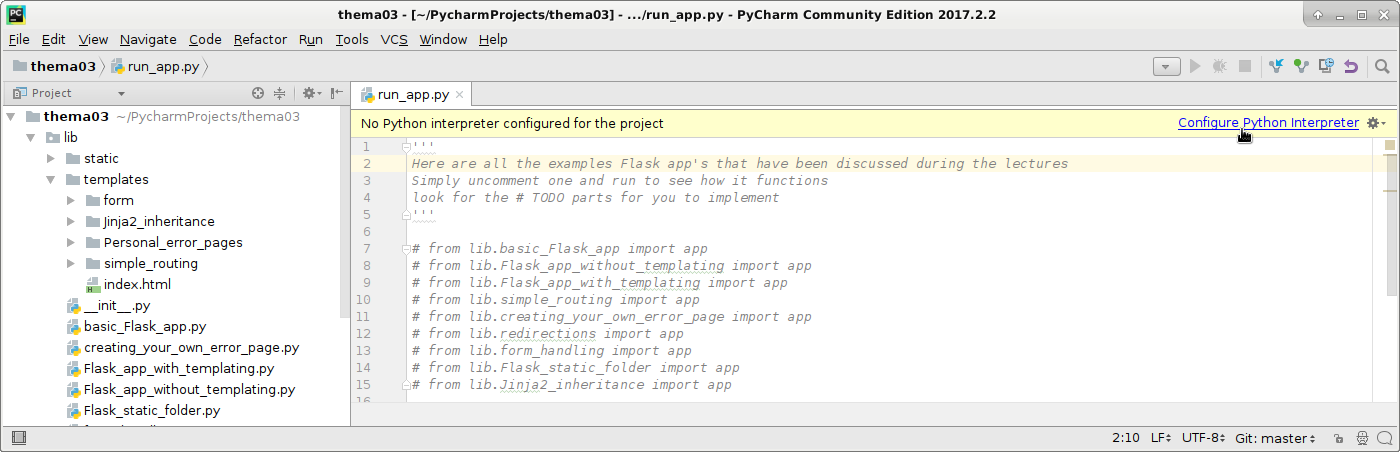 PC
thema03 - [~/PycharmProjects/thema03] - .../run_app.py - PyCharm Community Edition 2017.2.2
File Edit View Navigate Code Refactor Run Tools VCS Window Help
thema03 run_app.py
Project
run_app.py
thema03 ~/PycharmProjects/thema03
lib
static
templates
form
Jinja2_inheritance
Personal_error_pages
simple_routing
index.html
__init__.py
basic_Flask_app.py
creating_your_own_error_page.py
Flask_app_with_templating.py
Flask_app_without_templating.py
Flask_static_folder.py
No Python interpreter configured for the project Configure Python Interpreter
1 '''
2 Here are all the examples Flask app's that have been discussed during the lectures
3 Simply uncomment one and run to see how it functions
4 look for the # TODO parts for you to implement
5 '''
6
7 # from lib.basic_Flask_app import app
8 # from lib.Flask_app_without_templating import app
9 # from lib.Flask_app_with_templating import app
10 # from lib.simple_routing import app
11 # from lib.creating_your_own_error_page import app
12 # from lib.redirections import app
13 # from lib.form_handling import app
14 # from lib.Flask_static_folder import app
15 # from lib.Jinja2_inheritance import app
16
2:10 LF UTF-8 Git: master